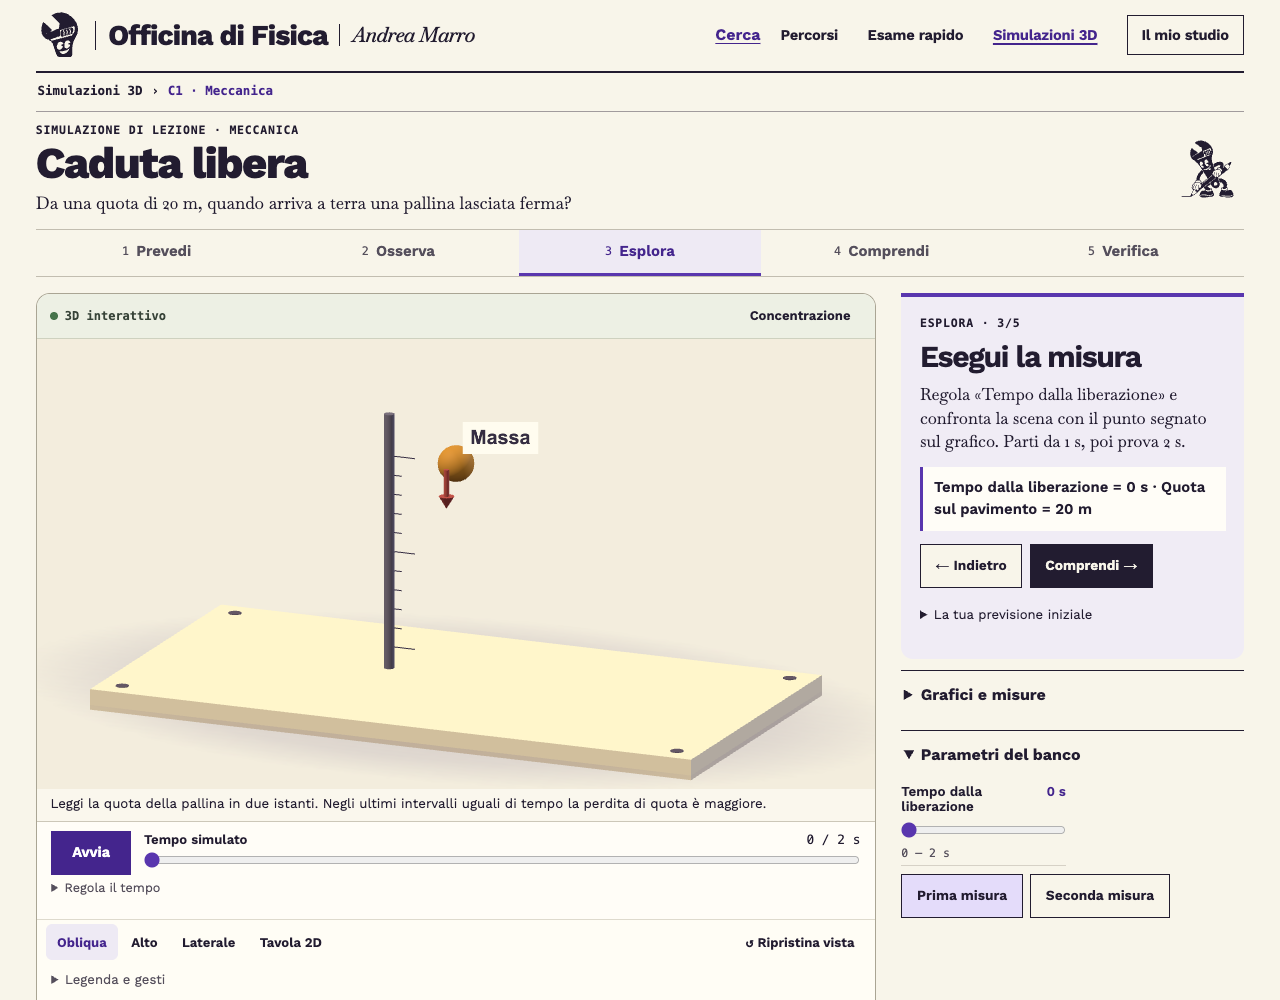 Officina di Fisica
Andrea Marro
Cerca
Percorsi
Esame rapido
Simulazioni 3D
Il mio studio
Simulazioni 3D › C1 · Meccanica
SIMULAZIONE DI LEZIONE · MECCANICA
Caduta libera
Da una quota di 20 m, quando arriva a terra una pallina lasciata ferma?
1 Prevedi
2 Osserva
3 Esplora
4 Comprendi
5 Verifica
3D interattivo
Concentrazione
Massa
Leggi la quota della pallina in due istanti. Negli ultimi intervalli uguali di tempo la perdita di quota è maggiore.
Avvia
Tempo simulato
0 / 2 s
▶ Regola il tempo
Obliqua
Alto
Laterale
Tavola 2D
↺ Ripristina vista
▶ Legenda e gesti
ESPLORA · 3/5
Esegui la misura
Regola «Tempo dalla liberazione» e
confronta la scena con il punto segnato
sul grafico. Parti da 1 s, poi prova 2 s.
Tempo dalla liberazione = 0 s · Quota
sul pavimento = 20 m
← Indietro
Comprendi →
▶ La tua previsione iniziale
▶ Grafici e misure
▼ Parametri del banco
Tempo dalla
liberazione
0 s
0 — 2 s
Prima misura
Seconda misura